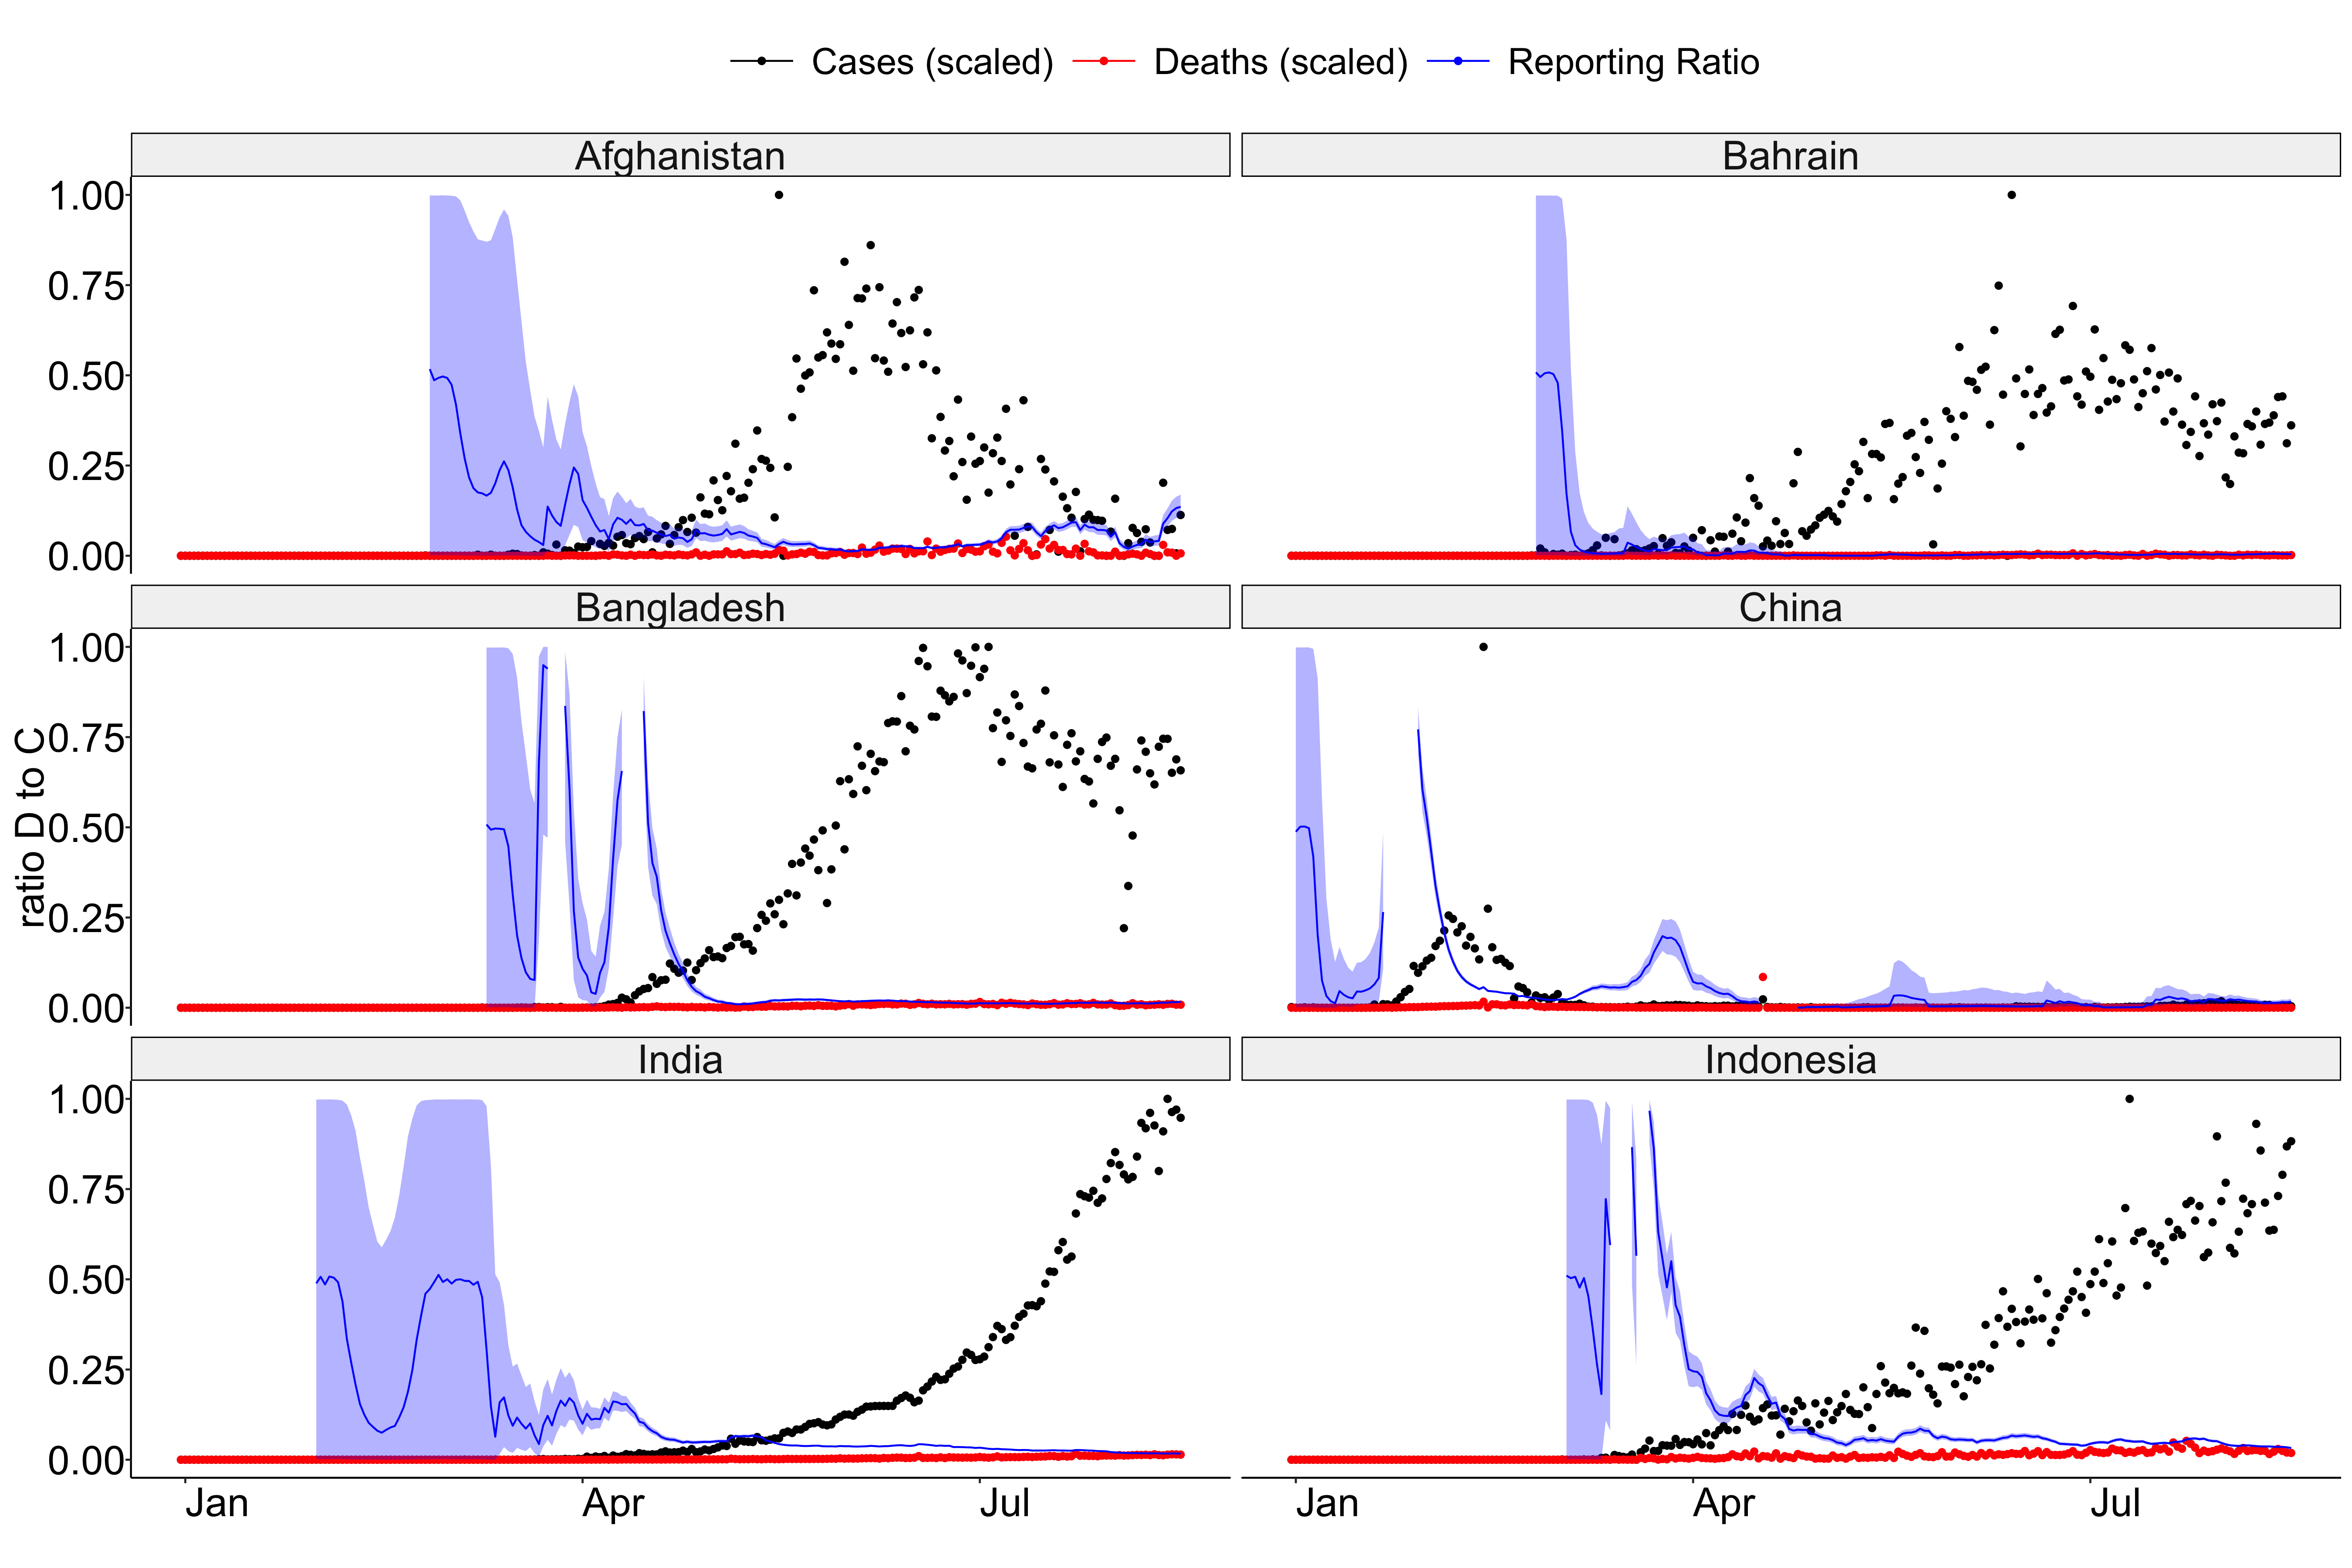 Cases (scaled) Deaths (scaled) Reporting Ratio
Afghanistan Bahrain
1.00
0.75
0.50
0.25
0.00
Bangladesh China
ratio D to C
1.00
0.75
0.50
0.25
0.00
India Indonesia
1.00
0.75
0.50
0.25
0.00
Jan Apr Jul Jan Apr Jul